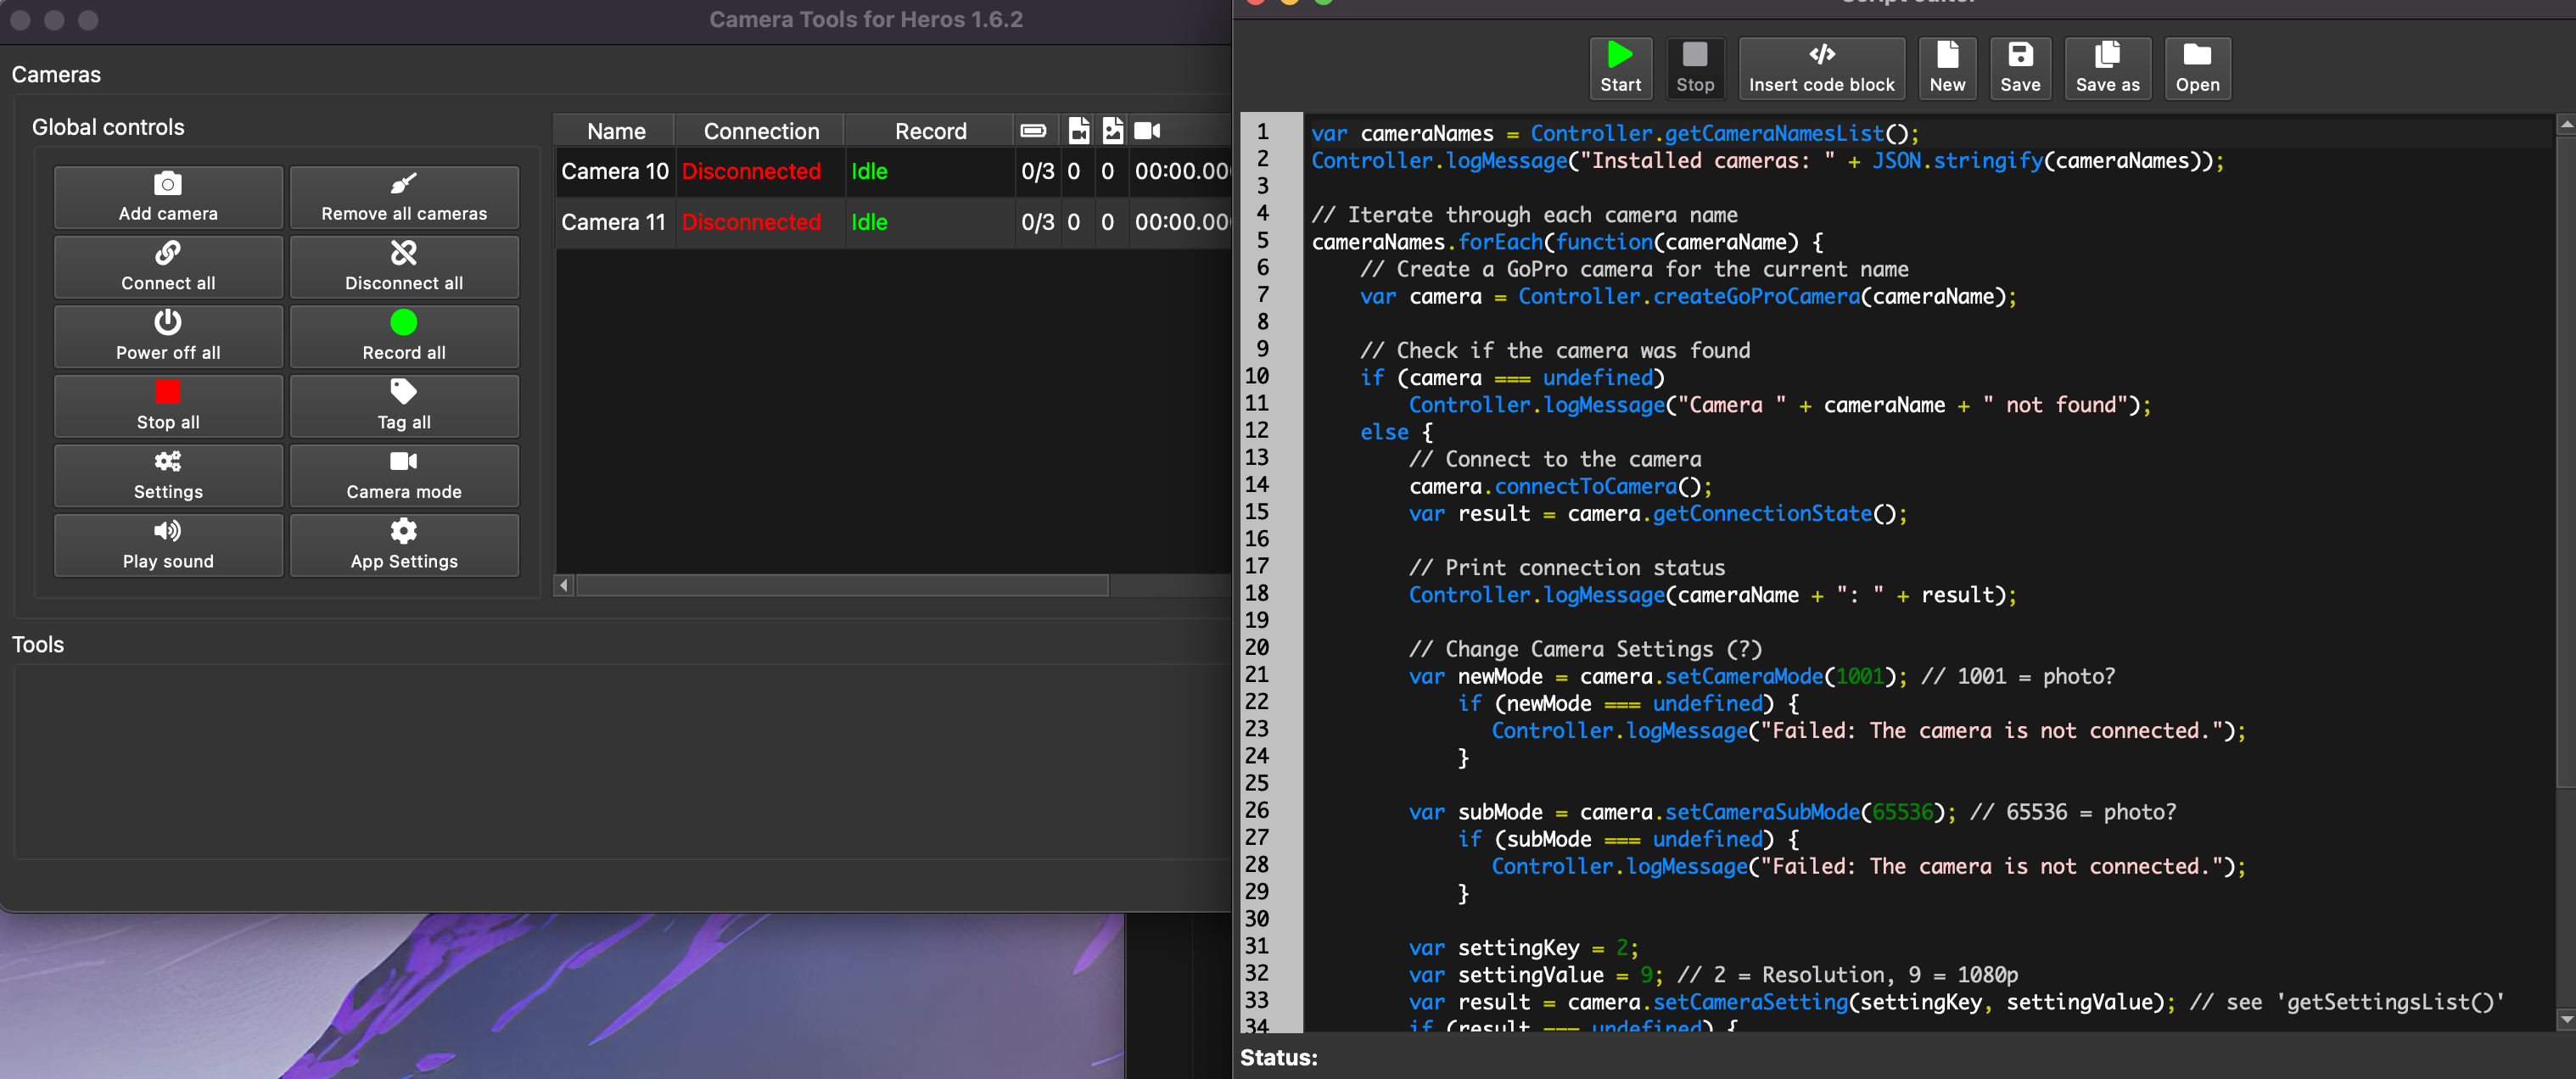 Camera Tools for Heros 1.6.2
Cameras
Global controls
Add camera
Remove all cameras
Connect all
Disconnect all
Power off all
Record all
Stop all
Tag all
Settings
Camera mode
Play sound
App Settings
Name Connection Record
Camera 10 Disconnected Idle 0/3 0 0 00:00.00
Camera 11 Disconnected Idle 0/3 0 0 00:00.00
Tools
Script editor
Start
Stop
Insert code block
New
Save
Save as
Open
1 var cameraNames = Controller.getCameraNamesList();
2 Controller.logMessage("Installed cameras: " + JSON.stringify(cameraNames));
3
4 // Iterate through each camera name
5 cameraNames.forEach(function(cameraName) {
6 // Create a GoPro camera for the current name
7 var camera = Controller.createGoProCamera(cameraName);
8
9 // Check if the camera was found
10 if (camera === undefined)
11 Controller.logMessage("Camera " + cameraName + " not found");
12 else {
13 // Connect to the camera
14 camera.connectToCamera();
15 var result = camera.getConnectionState();
16
17 // Print connection status
18 Controller.logMessage(cameraName + ": " + result);
19
20 // Change Camera Settings (?)
21 var newMode = camera.setCameraMode(1001); // 1001 = photo?
22 if (newMode === undefined) {
23 Controller.logMessage("Failed: The camera is not connected.");
24 }
25
26 var subMode = camera.setCameraSubMode(65536); // 65536 = photo?
27 if (subMode === undefined) {
28 Controller.logMessage("Failed: The camera is not connected.");
29 }
30
31 var settingKey = 2;
32 var settingValue = 9; // 2 = Resolution, 9 = 1080p
33 var result = camera.setCameraSetting(settingKey, settingValue); // see 'getSettingsList()'
34 if (result === undefined) {
Status: